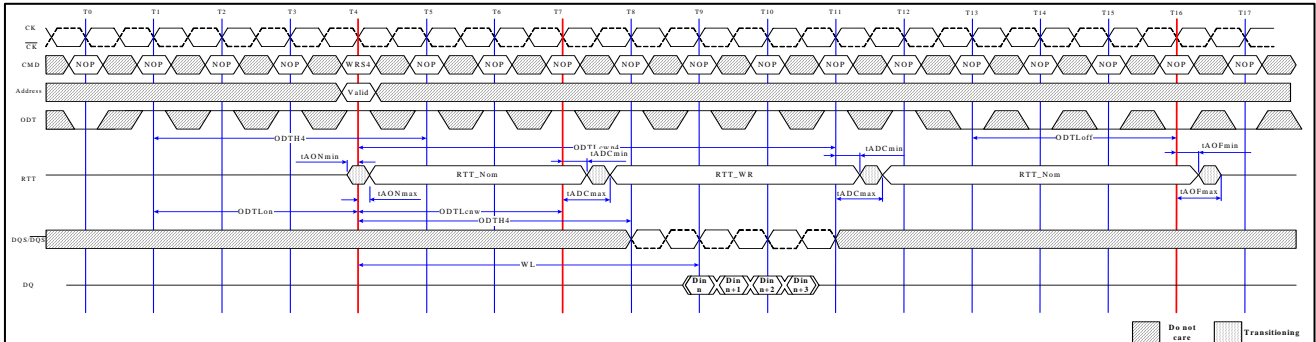 T0 T1 T2 T3 T4 T5 T6 T7 T8 T9 T10 T11 T12 T13 T14 T15 T16 T17
CK
CK
CMD NOP NOP NOP NOP WRS4 NOP NOP NOP NOP NOP NOP NOP NOP NOP NOP NOP NOP NOP
Address Valid
ODT
ODTH4 ODTLoff
ODTLcwn4
tAONmin tADCmin tADCmin tAOFmin
RTT RTT_Nom RTT_WR RTT_Nom
tAONmax tADCmax tADCmax tAOFmax
ODTLon ODTLcnw
ODTH4
DQS/DQS
WL
DQ Din n Din n+1 Din n+2 Din n+3
Do not care Transitioning